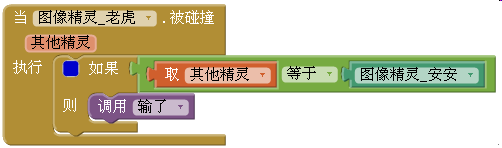 当 图像精灵_老虎 .被碰撞
其他精灵
执行 如果 取 其他精灵 等于 图像精灵_安安
则 调用 输了